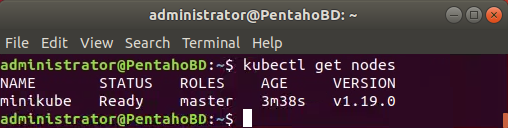 administrator@PentahoBD: ~
File Edit View Search Terminal Help
administrator@PentahoBD:~$ kubectl get nodes
NAME STATUS ROLES AGE VERSION
minikube Ready master 3m38s v1.19.0
administrator@PentahoBD:~$